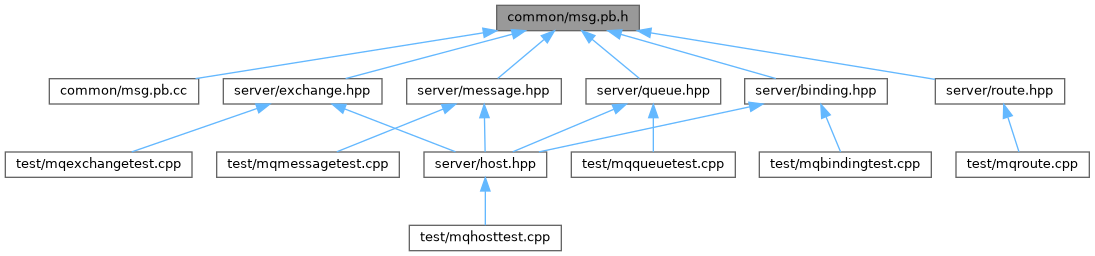 common/msg.pb.h
common/msg.pb.cc
server/exchange.hpp
server/message.hpp
server/queue.hpp
server/binding.hpp
server/route.hpp
test/mqexchangetest.cpp
test/mqmessagetest.cpp
server/host.hpp
test/mqqueuetest.cpp
test/mqbindingtest.cpp
test/mqroute.cpp
test/mqhosttest.cpp